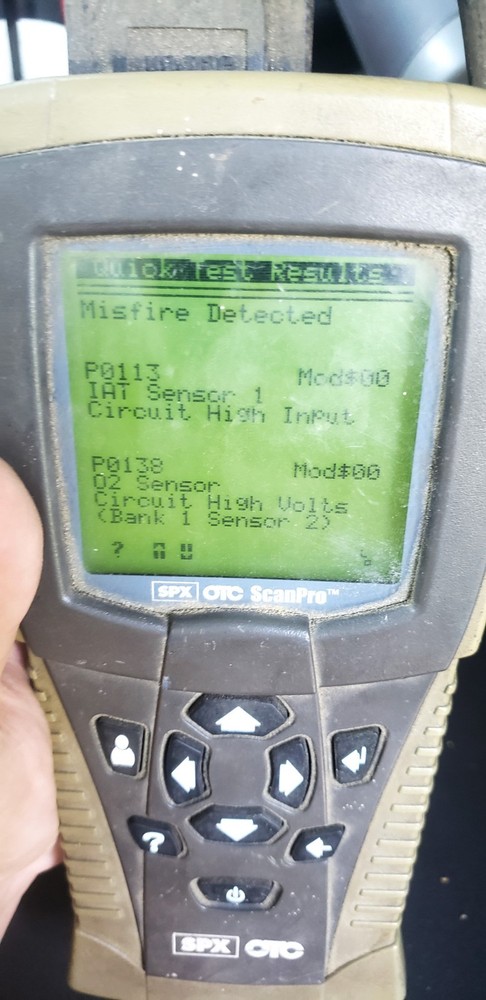 Quick Test Results
Misfire Detected
P0113 Mod$00
IAT Sensor 1
Circuit High Input
P0138 Mod$00
O2 Sensor
Circuit High Volts
(Bank 1 Sensor 2)
?
SPX OTC ScanPro™
?
SPX OTC